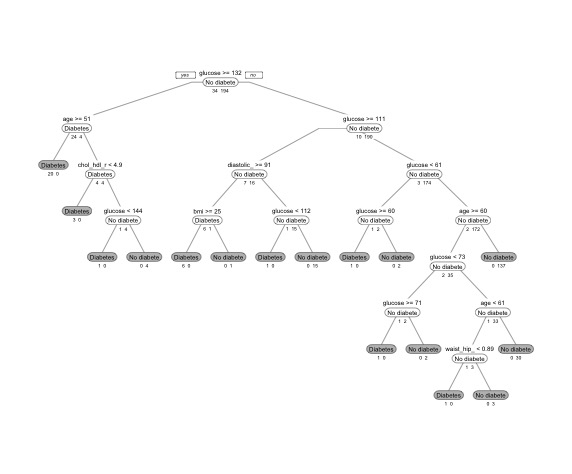 yes glucose >= 132 no
No diabete
34 194
age >= 51 glucose >= 111
Diabetes No diabete
24 4 10 190
Diabetes chol_hdl_r < 4.9 diastolic_ >= 91 glucose < 61
20 0 Diabetes No diabete No diabete
4 4 7 16 3 174
Diabetes glucose < 144 bmi >= 25 glucose < 112 glucose >= 60 age >= 60
3 0 No diabete Diabetes No diabete No diabete No diabete
1 4 6 1 1 15 1 2 2 172
Diabetes No diabete Diabetes No diabete Diabetes No diabete Diabetes No diabete glucose < 73 No diabete
1 0 0 4 6 0 0 1 1 0 0 15 1 0 0 2 No diabete 0 137
2 35
glucose >= 71 age < 61
No diabete No diabete
1 2 1 33
Diabetes No diabete waist_hip_ < 0.89 No diabete
1 0 0 2 No diabete 0 30
1 3
Diabetes No diabete
1 0 0 3